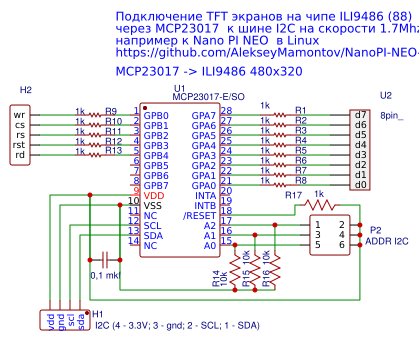 Подключение TFT экранов на чипе ILI9486 (88)
через MCP23017 к шине I2C на скорости 1.7Mhz
например к Nano PI NEO в Linux
https://github.com/AlekseyMamontov/NanoPI-NEO-
MCP23017 -> ILI9486 480x320
H2
U1
MCP23017-E/SO
U2
8pin_
wr
cs
rs
rst
rd
1k R9
1k R10
1k R11
1k R12
1k R13
1 GPB0 GPA7 28
2 GPB1 GPA6 27
3 GPB2 GPA5 26
4 GPB3 GPA4 25
5 GPB4 GPA3 24
6 GPB5 GPA2 23
7 GPB6 GPA1 22
8 GPB7 GPA0 21
9 VDD INTA 20
10 VSS INTB 19
11 NC /RESET 18
12 SCL A2 17
13 SDA A1 16
14 NC A0 15
1k R1
1k R2
1k R3
1k R4
1k R5
1k R6
1k R7
1k R8
d7
d6
d5
d4
d3
d2
d1
d0
R17 1k
1 2
3 4
5 6
P2
ADDR I2C
R14 10k
R15 10k
R16 10k
0,1 mkf
vdd
gnd
scl
sda
H1
I2C (4 - 3.3V; 3 - gnd; 2 - SCL; 1 - SDA)